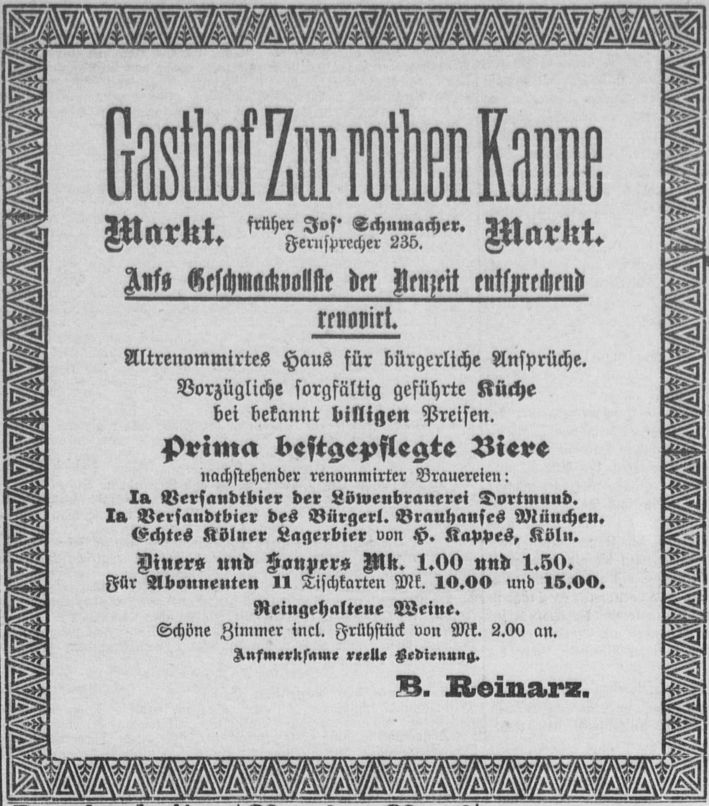 Gasthof Zur rothen Kanne
Markt. früher Jos. Schumacher. Markt.
Fernsprecher 235.
Aufs Geschmackvollste der Neuzeit entsprechend
renovirt.
Altrenommirtes Haus für bürgerliche Ansprüche.
Vorzügliche sorgfältig geführte Küche
bei bekannt billigen Preisen.
Prima bestgepflegte Biere
nachstehender renommirter Brauereien:
Ia Versandtbier der Löwenbrauerei Dortmund.
Ia Versandtbier des Bürgerl. Brauhauses München.
Echtes Kölner Lagerbier von H. Kappes, Köln.
Diners und Soupers Mk. 1.00 und 1.50.
Für Abonnenten 11 Tischkarten Mk. 10.00 und 15.00.
Reingehaltene Weine.
Schöne Zimmer incl. Frühstück von Mk. 2.00 an.
Aufmerksame reelle Bedienung.
B. Reinarz.